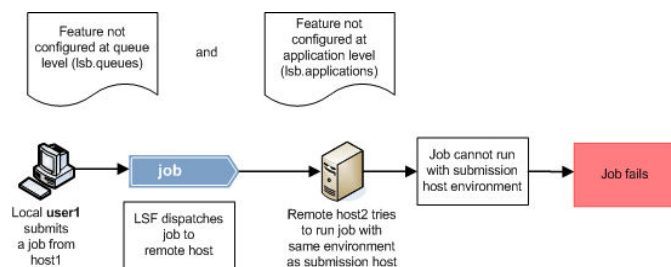 Feature not
configured at queue
level (lsb.queues)
and
Feature not
configured at
application level
(lsb.applications)
job
Job cannot run
with submission
host environment
Job fails
Local user1
submits
a job from
host1
LSF dispatches
job to
remote host
Remote host2 tries
to run job with
same environment
as submission host